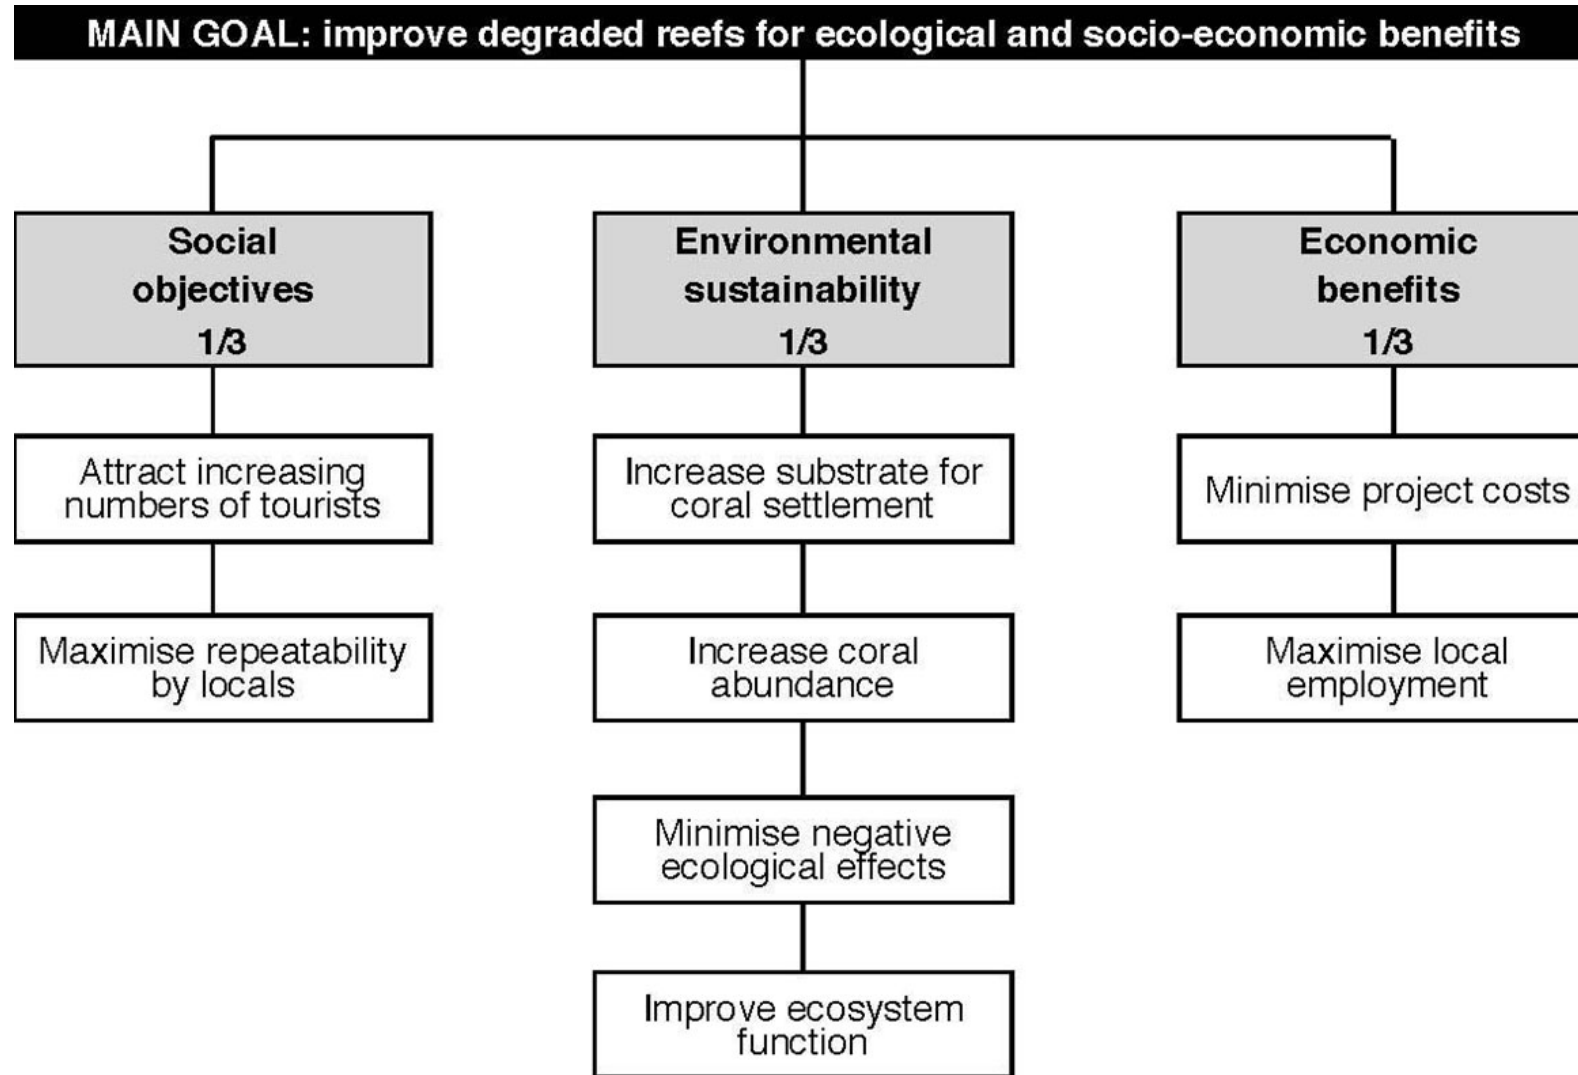 MAIN GOAL: improve degraded reefs for ecological and socio-economic benefits
Social
objectives
1/3
Attract increasing
numbers of tourists
Maximise repeatability
by locals
Environmental
sustainability
1/3
Increase substrate for
coral settlement
Increase coral
abundance
Minimise negative
ecological effects
Improve ecosystem
function
Economic
benefits
1/3
Minimise project costs
Maximise local
employment